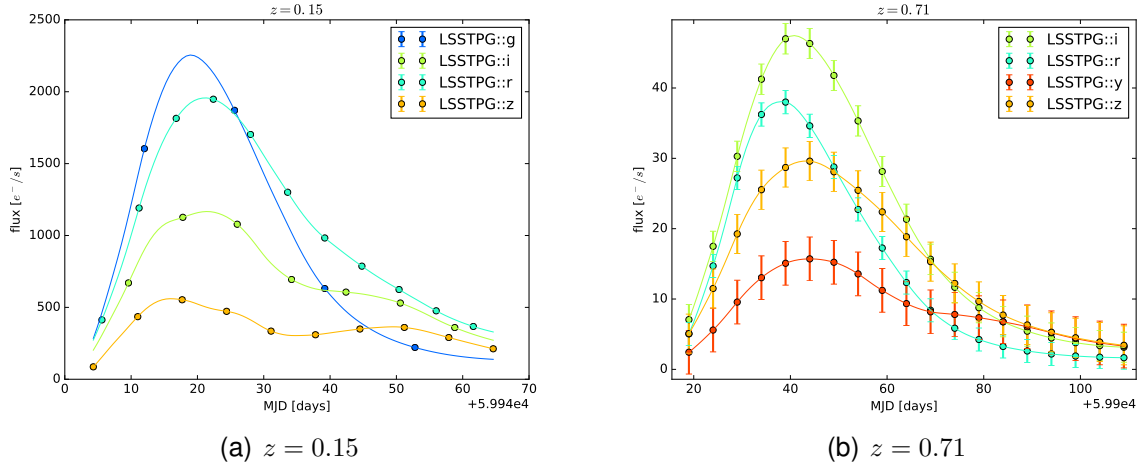 z = 0.15
2500
2000
1500
1000
500
0
flux [e⁻/s]
LSSTPG::g
LSSTPG::i
LSSTPG::r
LSSTPG::z
0 10 20 30 40 50 60 70
MJD [days]
+5.994e4
(a) z = 0.15
z = 0.71
40
30
20
10
0
flux [e⁻/s]
LSSTPG::i
LSSTPG::r
LSSTPG::y
LSSTPG::z
20 40 60 80 100
MJD [days]
+5.99e4
(b) z = 0.71